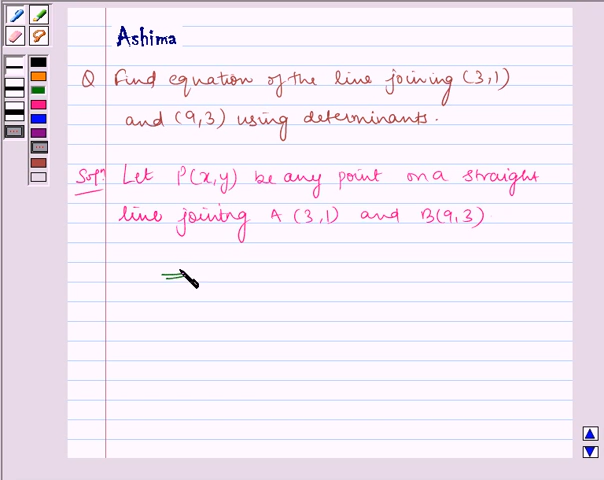 Ashima
Q Find equation of the line joining (3,1)
and (9,3) using determinants.
Solⁿ: Let P(x,y) be any point on a straight
line joining A (3,1) and B(9,3)
⇒